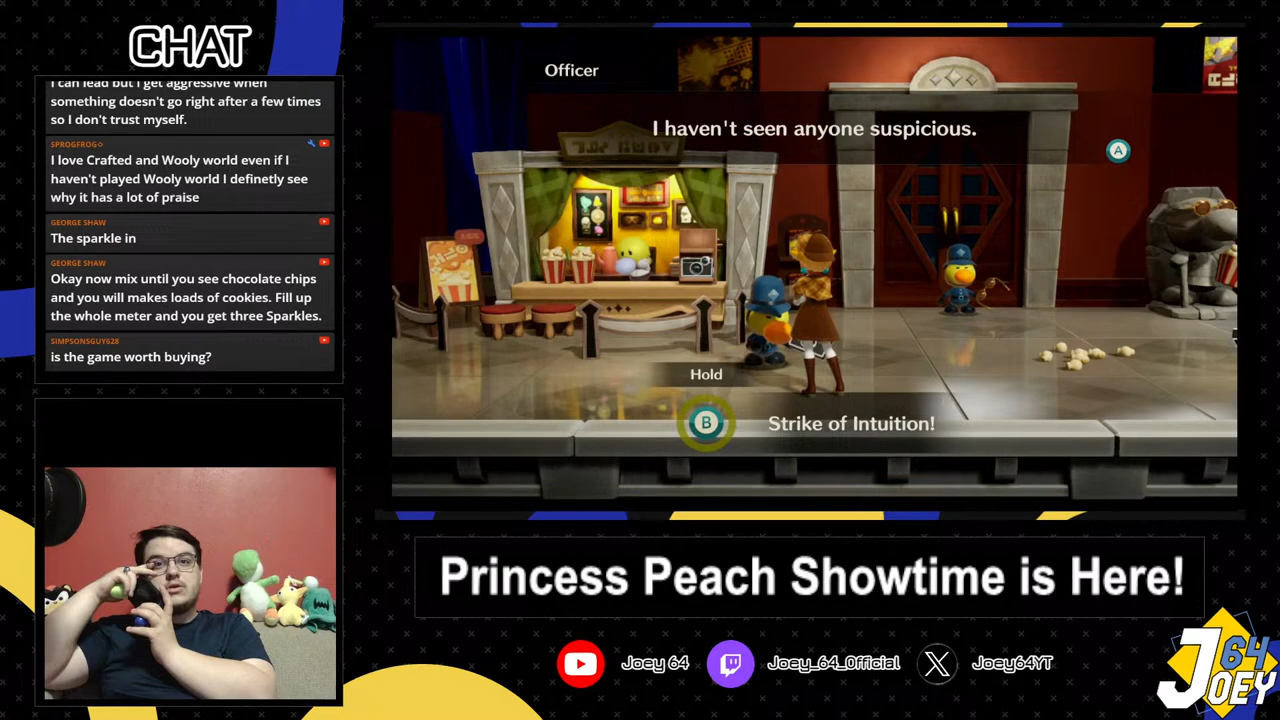 CHAT
I can lead but I get aggressive when
something doesn't go right after a few times
so I don't trust myself.
SPROGFROG
I love Crafted and Wooly world even if I
haven't played Wooly world I definetly see
why it has a lot of praise
GEORGE SHAW
The sparkle in
GEORGE SHAW
Okay now mix until you see chocolate chips
and you will makes loads of cookies. Fill up
the whole meter and you get three Sparkles.
SIMPSONSGUY628
is the game worth buying?
Officer
I haven't seen anyone suspicious.
A
Hold
B
Strike of Intuition!
Princess Peach Showtime is Here!
Joey 64
Joey_64_Official
Joey64YT
64
JOEY